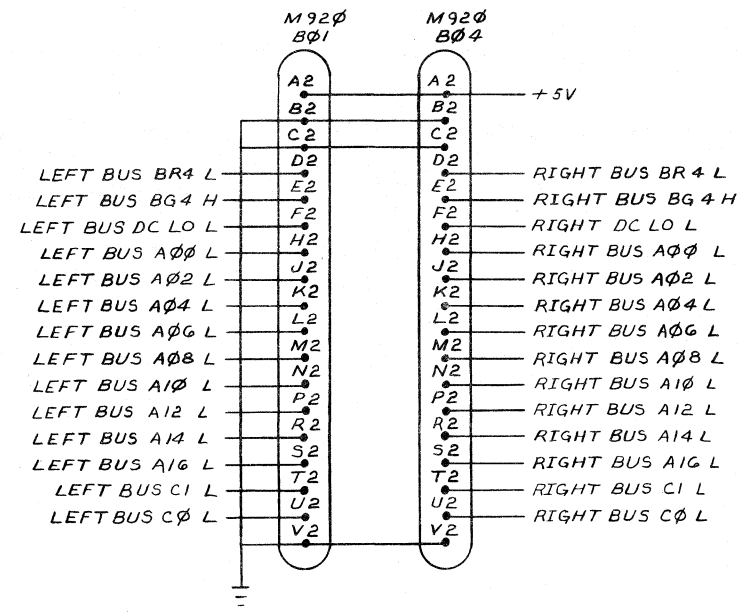 M92Ø M92Ø
BØ1 BØ4
A2 A2
+5V
B2 B2
C2 C2
D2 D2
LEFT BUS BR4 L RIGHT BUS BR4 L
E2 E2
LEFT BUS BG4 H RIGHT BUS BG4 H
F2 F2
LEFT BUS DC LO L RIGHT DC LO L
H2 H2
LEFT BUS AØØ L RIGHT BUS AØØ L
J2 J2
LEFT BUS AØ2 L RIGHT BUS AØ2 L
K2 K2
LEFT BUS AØ4 L RIGHT BUS AØ4 L
L2 L2
LEFT BUS AØ6 L RIGHT BUS AØ6 L
M2 M2
LEFT BUS AØ8 L RIGHT BUS AØ8 L
N2 N2
LEFT BUS A1Ø L RIGHT BUS A1Ø L
P2 P2
LEFT BUS A12 L RIGHT BUS A12 L
R2 R2
LEFT BUS A14 L RIGHT BUS A14 L
S2 S2
LEFT BUS A16 L RIGHT BUS A16 L
T2 T2
LEFT BUS C1 L RIGHT BUS C1 L
U2 U2
LEFT BUS CØ L RIGHT BUS CØ L
V2 V2